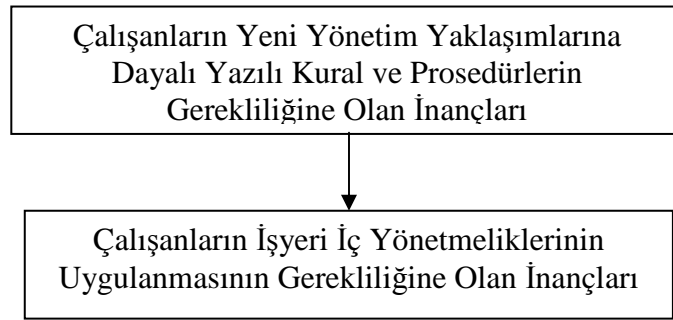 Çalışanların Yeni Yönetim Yaklaşımlarına
Dayalı Yazılı Kural ve Prosedürlerin
Gerekliliğine Olan İnançları
Çalışanların İşyeri İç Yönetmeliklerinin
Uygulanmasının Gerekliliğine Olan İnançları